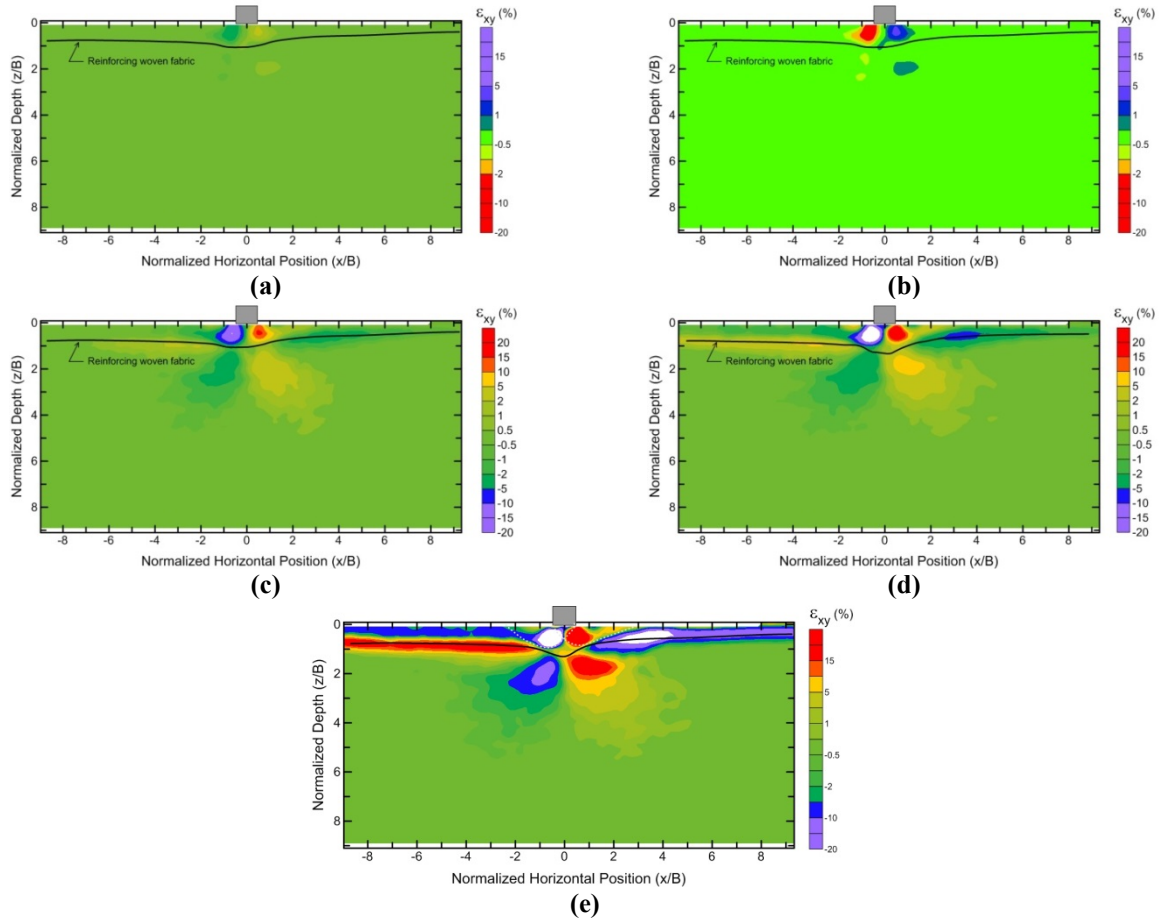 ε_xy (%)
0
2
4
6
8
15
5
1
-0.5
-2
-10
-20
Normalized Depth (z/B)
Reinforcing woven fabric
-8 -6 -4 -2 0 2 4 6 8
Normalized Horizontal Position (x/B)
(a)
ε_xy (%)
0
2
4
6
8
15
5
1
-0.5
-2
-10
-20
Normalized Depth (z/B)
Reinforcing woven fabric
-8 -6 -4 -2 0 2 4 6 8
Normalized Horizontal Position (x/B)
(b)
ε_xy (%)
0
2
4
6
8
20
15
10
5
2
1
0.5
-0.5
-1
-2
-5
-10
-15
-20
Normalized Depth (z/B)
Reinforcing woven fabric
-8 -6 -4 -2 0 2 4 6 8
Normalized Horizontal Position (x/B)
(c)
ε_xy (%)
0
2
4
6
8
20
15
10
5
2
1
0.5
-0.5
-1
-2
-5
-10
-15
-20
Normalized Depth (z/B)
Reinforcing woven fabric
-8 -6 -4 -2 0 2 4 6 8
Normalized Horizontal Position (x/B)
(d)
ε_xy (%)
0
2
4
6
8
15
5
1
-0.5
-2
-10
-20
Normalized Depth (z/B)
-8 -6 -4 -2 0 2 4 6 8
Normalized Horizontal Position (x/B)
(e)